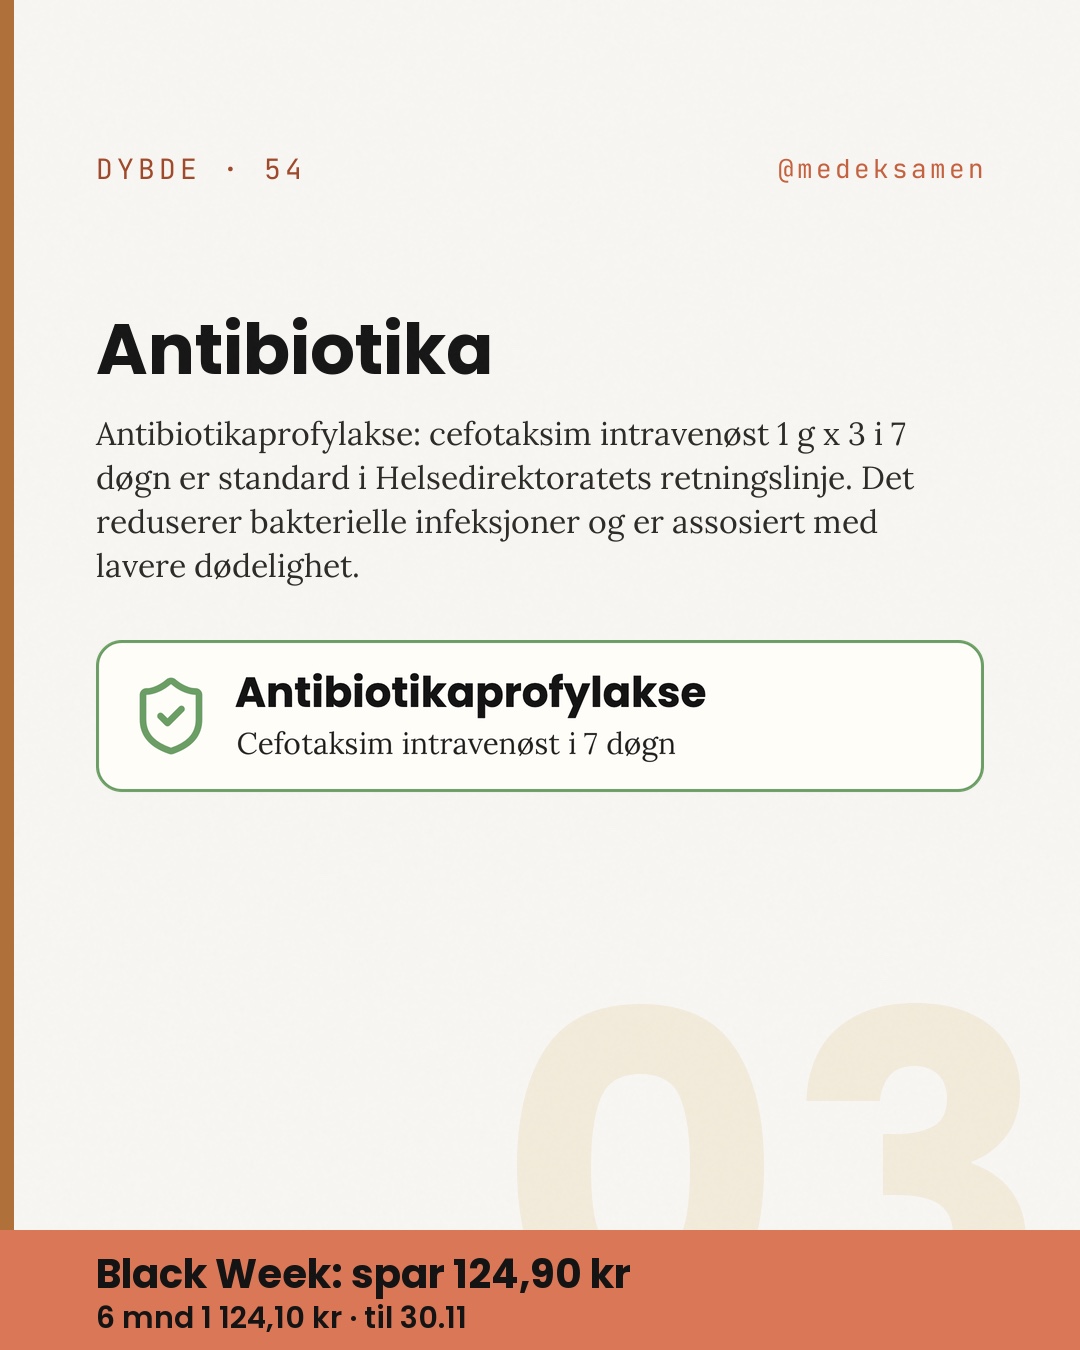 DYBDE · 54
@medeksamen
Antibiotika
Antibiotikaprofylakse: cefotaksim intravenøst 1 g x 3 i 7
døgn er standard i Helsedirektoratets retningslinje. Det
reduserer bakterielle infeksjoner og er assosiert med
lavere dødelighet.
Antibiotikaprofylakse
Cefotaksim intravenøst i 7 døgn
03
Black Week: spar 124,90 kr
6 mnd 1 124,10 kr · til 30.11